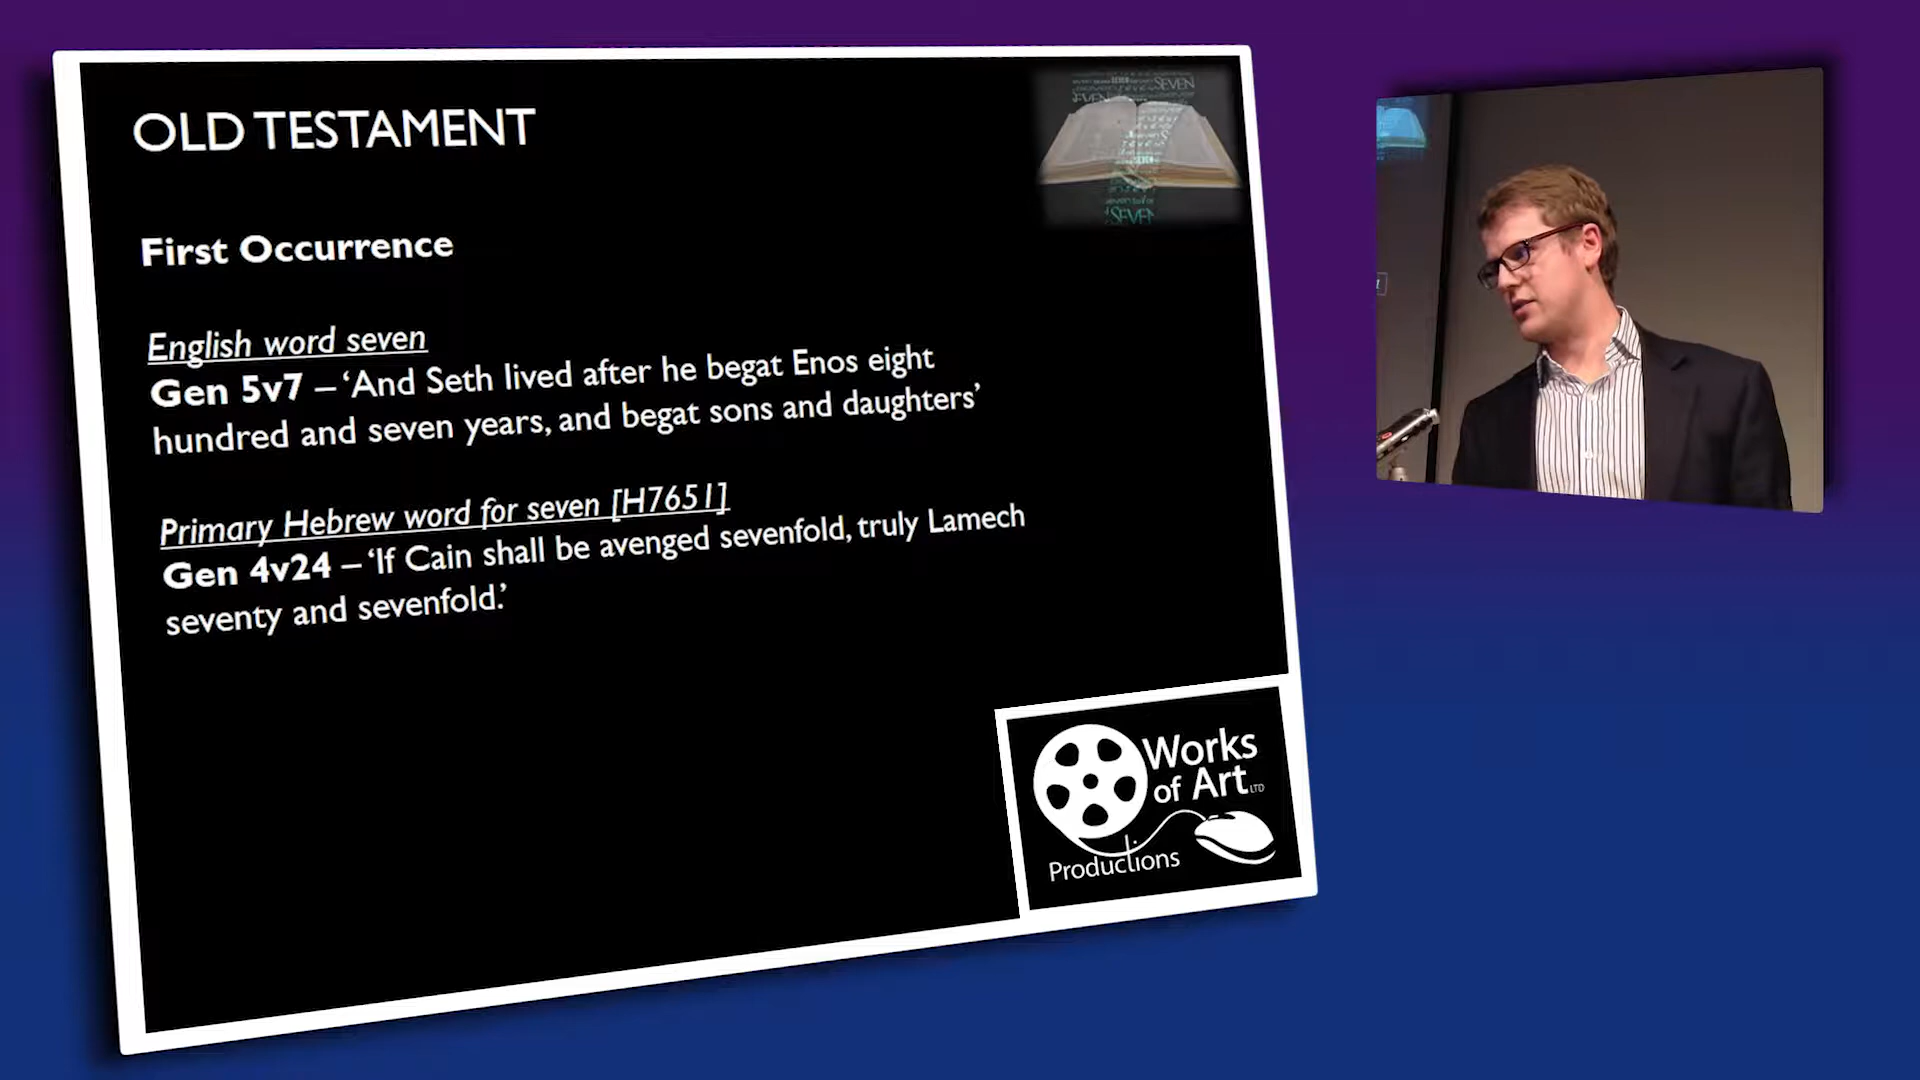 OLD TESTAMENT
SEVEN
SEVEN
First Occurrence
English word seven
Gen 5v7 – ‘And Seth lived after he begat Enos eight
hundred and seven years, and begat sons and daughters’
Primary Hebrew word for seven [H7651]
Gen 4v24 – ‘If Cain shall be avenged sevenfold, truly Lamech
seventy and sevenfold.’
Works
of Art LTD
Productions